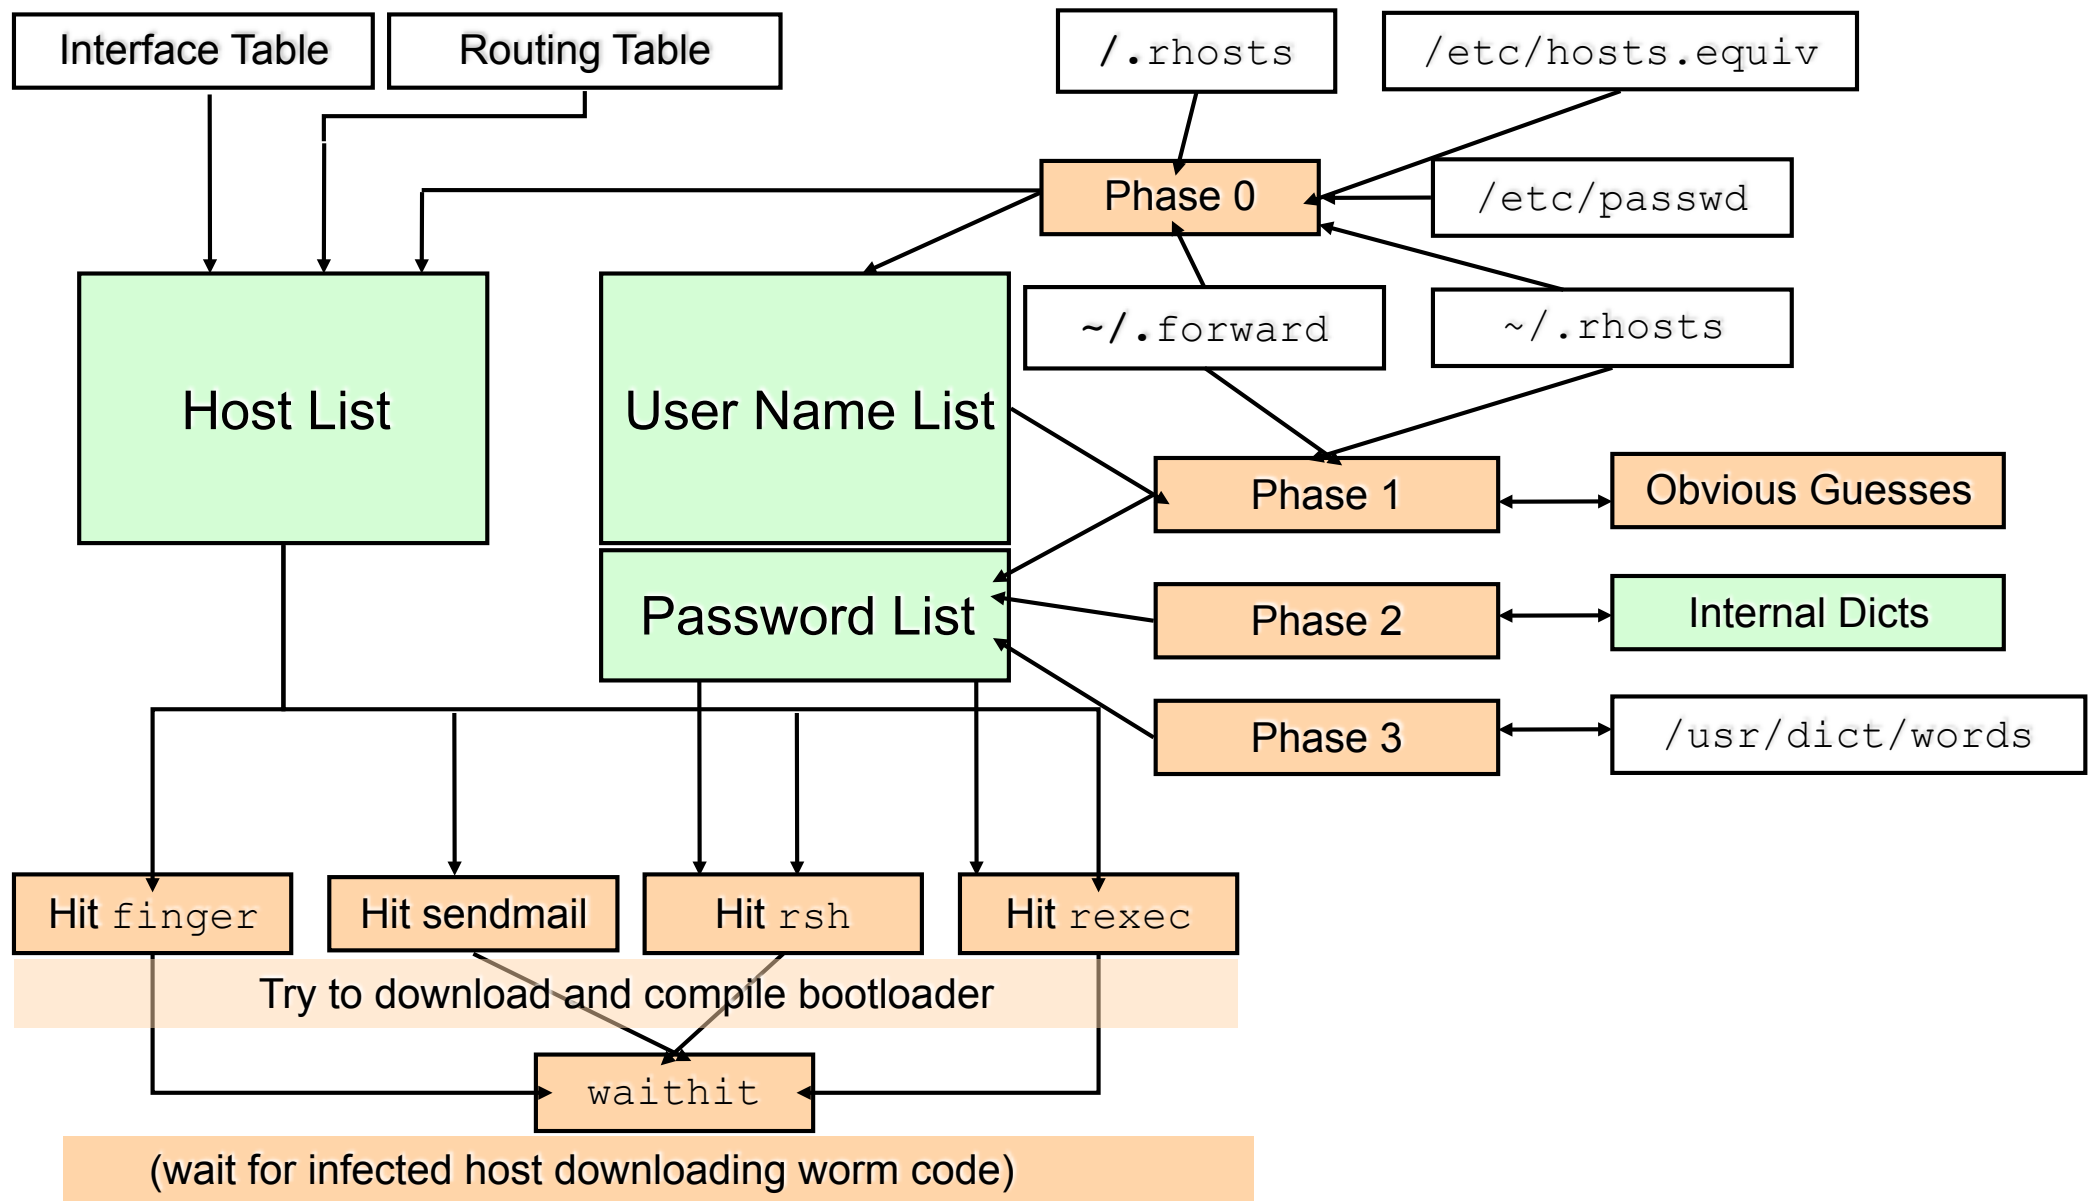 Interface Table
Routing Table
/.rhosts
/etc/hosts.equiv
Phase 0
/etc/passwd
~/.forward
~/.rhosts
Host List
User Name List
Phase 1
Obvious Guesses
Password List
Phase 2
Internal Dicts
Phase 3
/usr/dict/words
Hit finger
Hit sendmail
Hit rsh
Hit rexec
Try to download and compile bootloader
waithit
(wait for infected host downloading worm code)